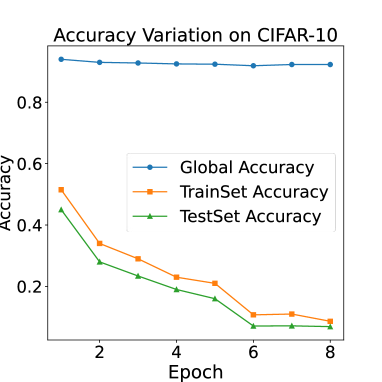 Accuracy Variation on CIFAR-10
Accuracy
0.8
0.6
0.4
0.2
Global Accuracy
TrainSet Accuracy
TestSet Accuracy
2 4 6 8
Epoch